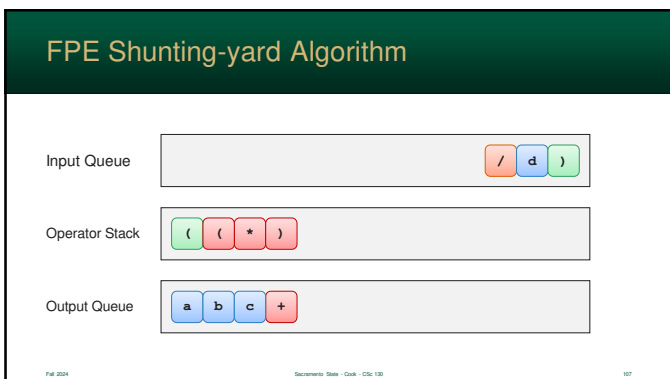 FPE Shunting-yard Algorithm
Input Queue / d )
Operator Stack ( ( * )
Output Queue a b c +
Fall 2024 Sacramento State - Cook - CSc 130 107